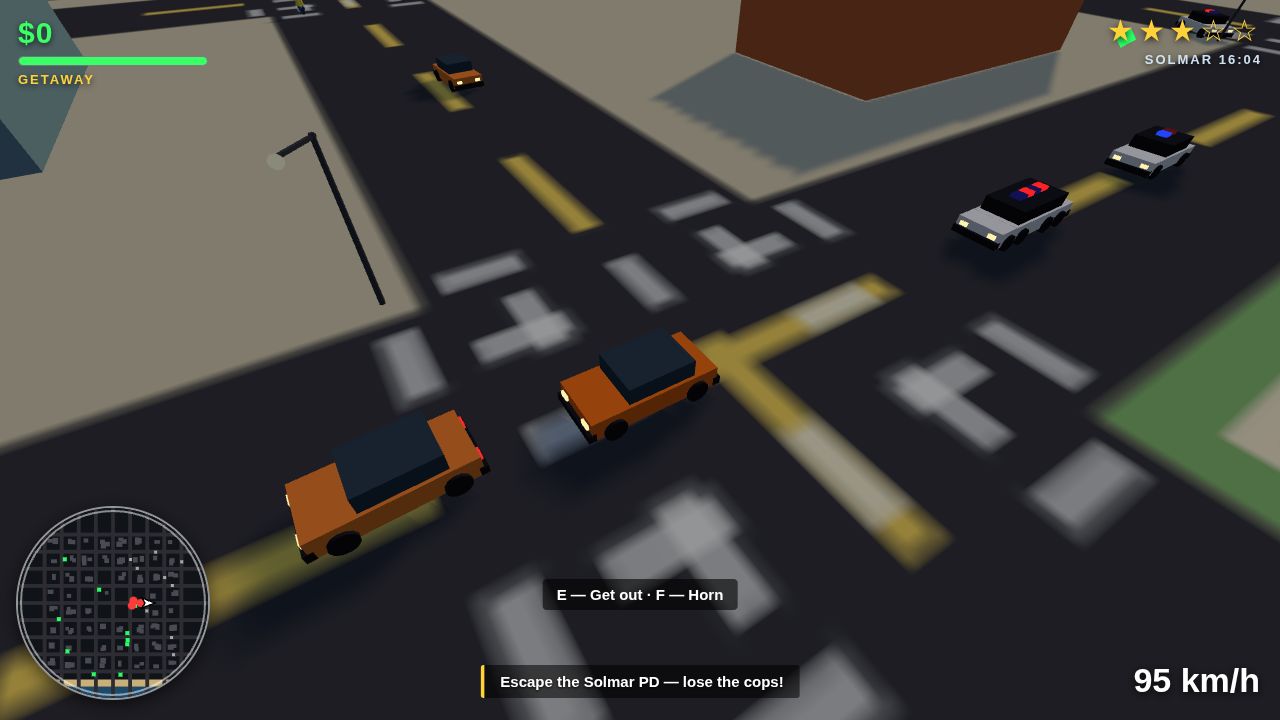 $0
GETAWAY
SOLMAR 16:04
E — Get out · F — Horn
Escape the Solmar PD — lose the cops!
95 km/h